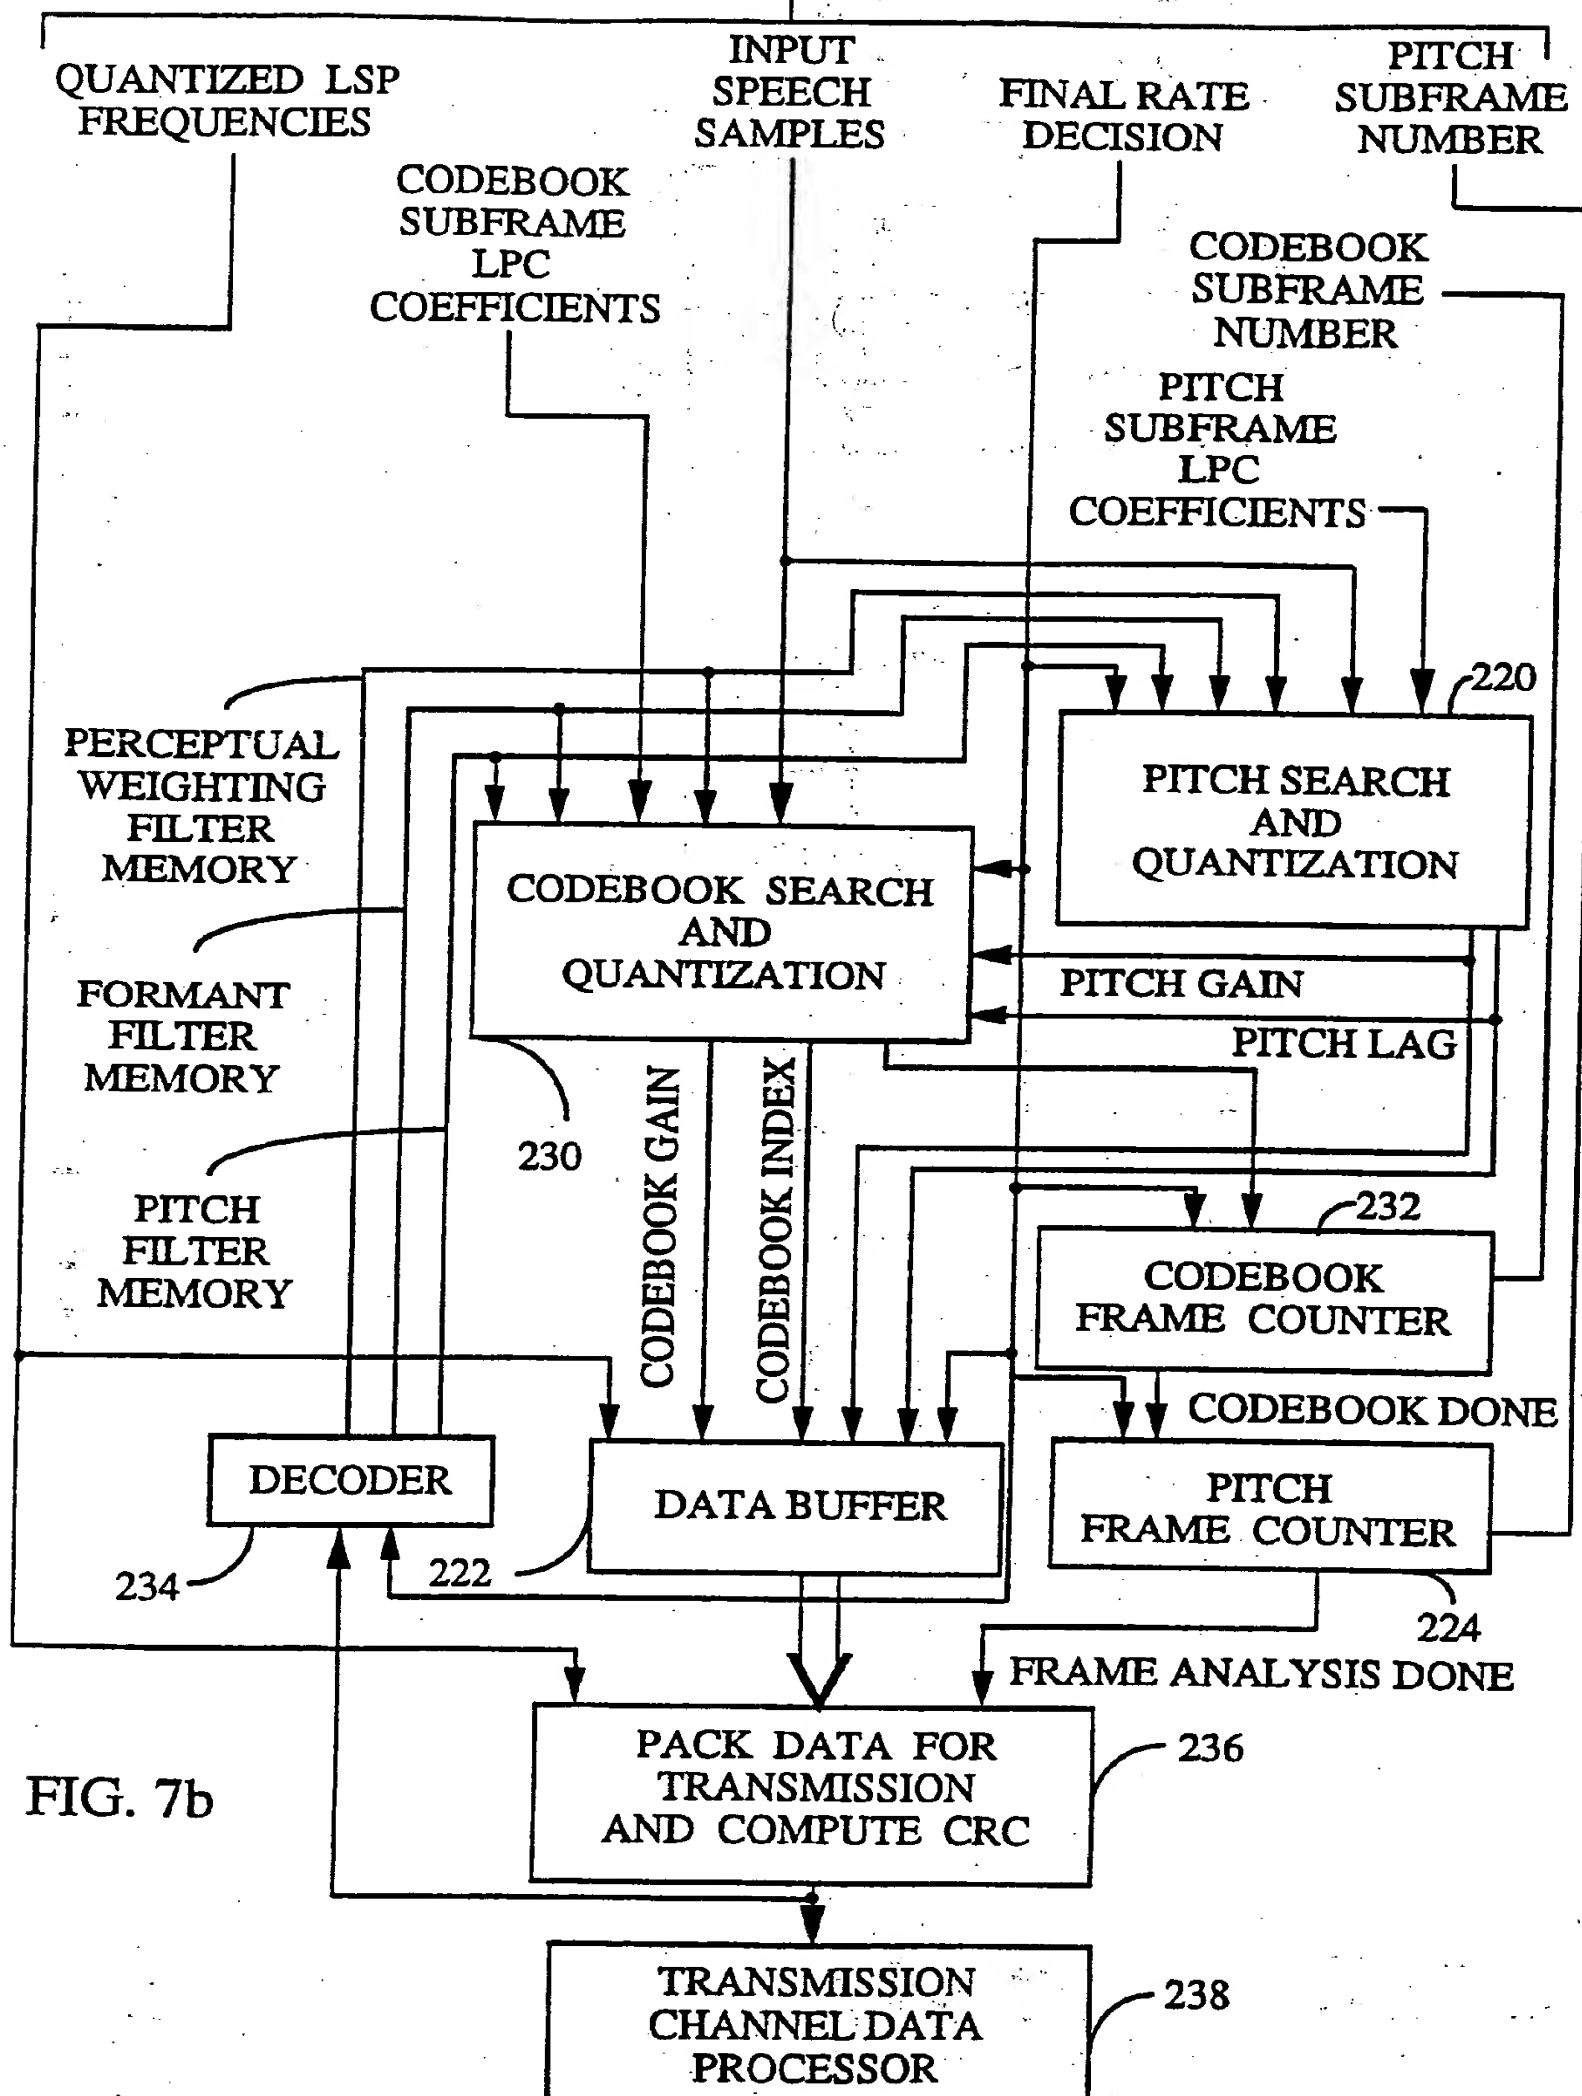 QUANTIZED LSP
FREQUENCIES
INPUT
SPEECH
SAMPLES
FINAL RATE
DECISION
PITCH
SUBFRAME
NUMBER
CODEBOOK
SUBFRAME
LPC
COEFFICIENTS
CODEBOOK
SUBFRAME
NUMBER
PITCH
SUBFRAME
LPC
COEFFICIENTS
220
PERCEPTUAL
WEIGHTING
FILTER
MEMORY
PITCH SEARCH
AND
QUANTIZATION
CODEBOOK SEARCH
AND
QUANTIZATION
PITCH GAIN
PITCH LAG
FORMANT
FILTER
MEMORY
230
CODEBOOK GAIN
CODEBOOK INDEX
PITCH
FILTER
MEMORY
232
CODEBOOK
FRAME COUNTER
CODEBOOK DONE
DECODER
DATA BUFFER
PITCH
FRAME COUNTER
234
222
224
FRAME ANALYSIS DONE
PACK DATA FOR
TRANSMISSION
AND COMPUTE CRC
236
FIG. 7b
TRANSMISSION
CHANNEL DATA
PROCESSOR
238